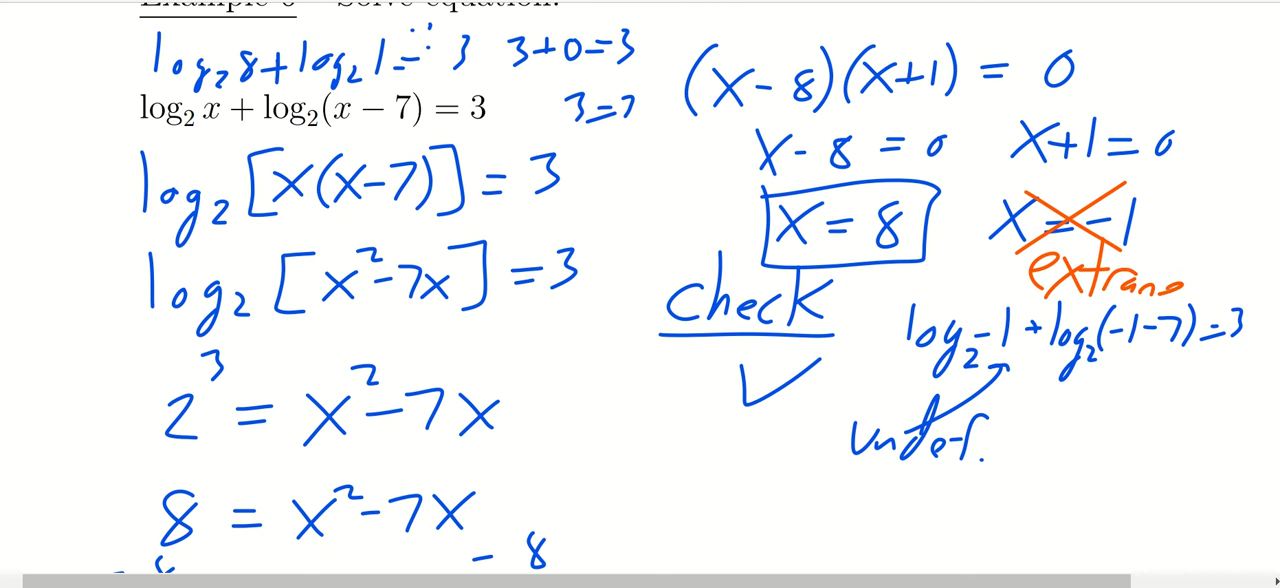 log₂8 + log₂1 = 3 3+0=3
log₂ x + log₂(x − 7) = 3
log₂[x(x-7)] = 3
log₂[x²-7x] = 3
2³ = x²-7x
8 = x²-7x
- 8
(x-8)(x+1) = 0
x-8 = 0 x+1 = 0
x = 8 x = -1
extrane
check
log₂-1 + log₂(-1-7) = 3
✓
undef.